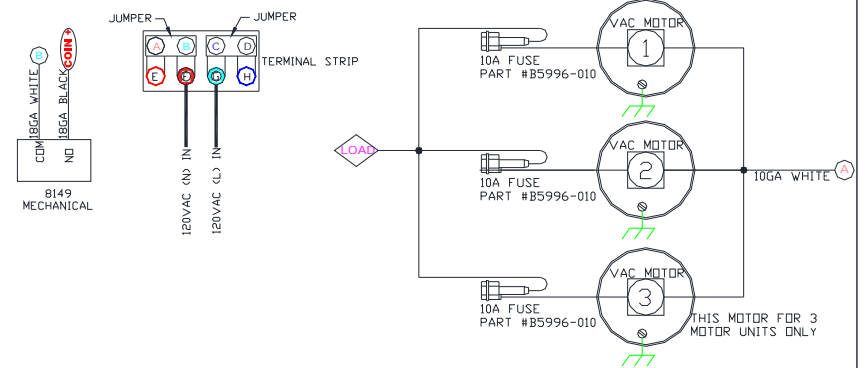 JUMPER
JUMPER
A
B
C
D
E
F
G
H
TERMINAL STRIP
120VAC (N) IN
120VAC (L) IN
B
COIN +
18GA WHITE
18GA BLACK
COM
NO
8149
MECHANICAL
LOAD
10A FUSE
PART #B5996-010
VAC MOTOR
1
10A FUSE
PART #B5996-010
VAC MOTOR
2
10GA WHITE
A
10A FUSE
PART #B5996-010
VAC MOTOR
3
THIS MOTOR FOR 3
MOTOR UNITS ONLY